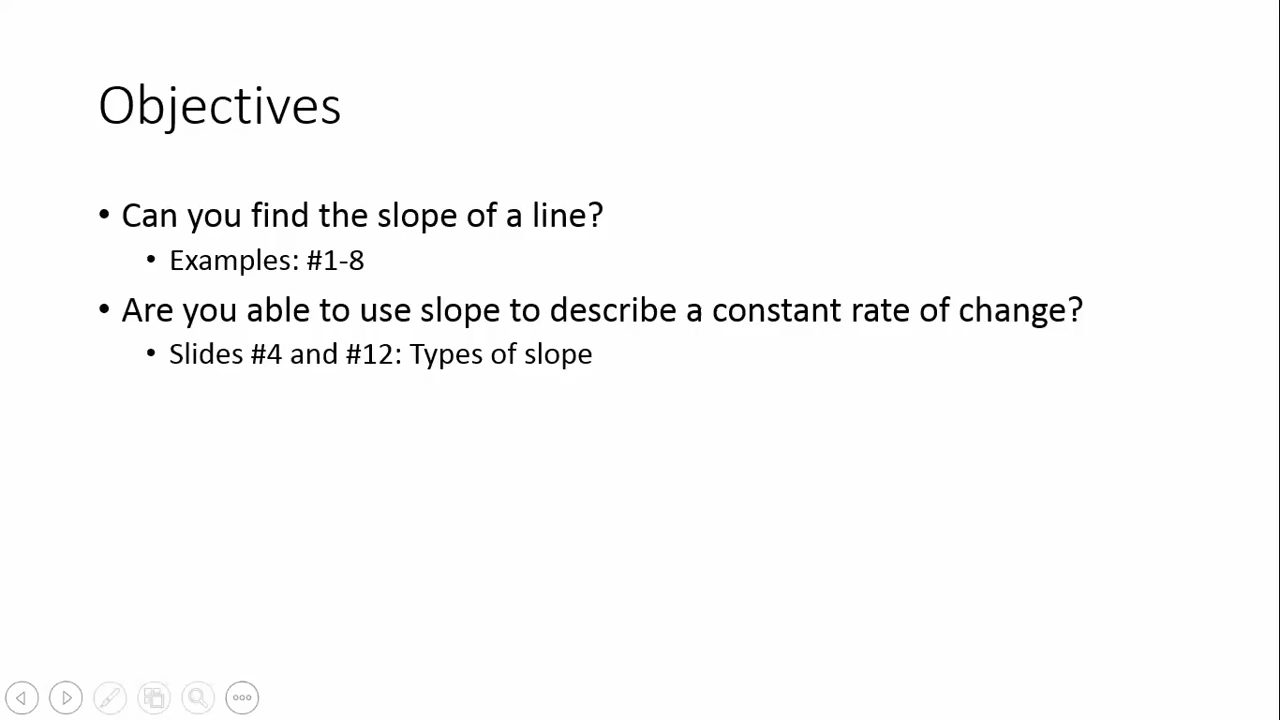 Objectives
• Can you find the slope of a line?
• Examples: #1-8
• Are you able to use slope to describe a constant rate of change?
• Slides #4 and #12: Types of slope